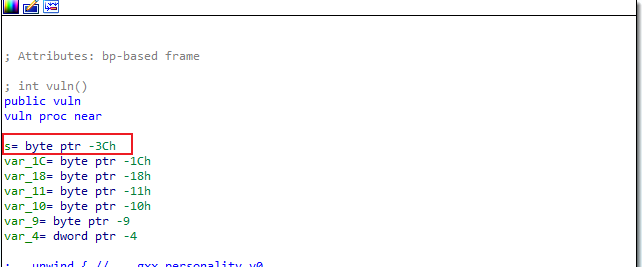 ; Attributes: bp-based frame
; int vuln()
public vuln
vuln proc near
s= byte ptr -3Ch
var_1C= byte ptr -1Ch
var_18= byte ptr -18h
var_11= byte ptr -11h
var_10= byte ptr -10h
var_9= byte ptr -9
var_4= dword ptr -4
; __unwind { // __gxx_personality_v0